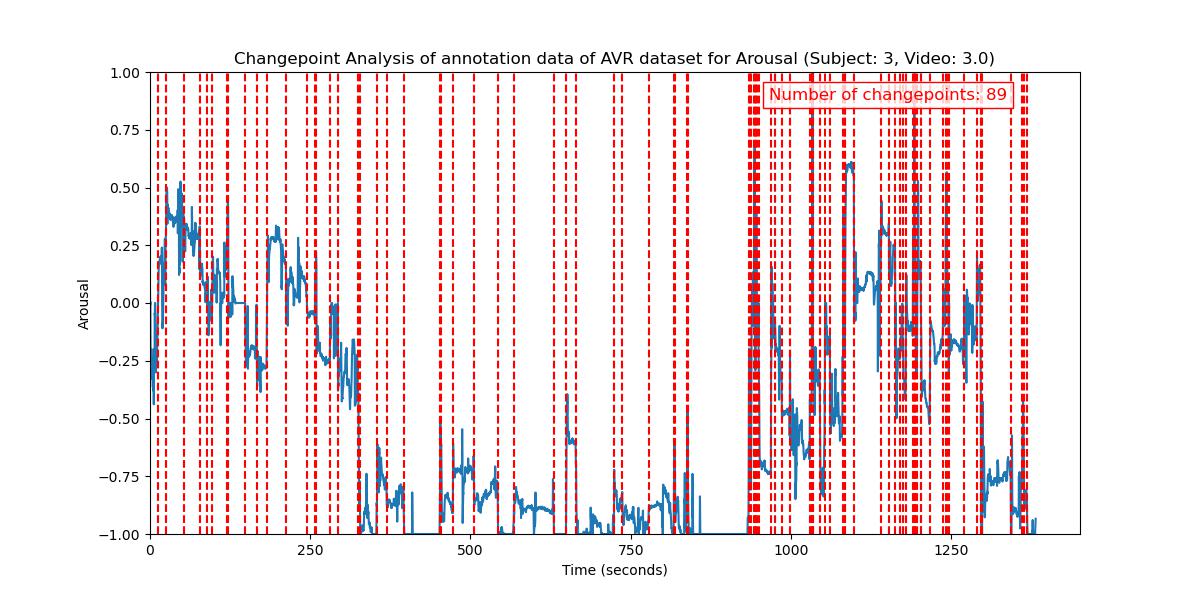 Changepoint Analysis of annotation data of AVR dataset for Arousal (Subject: 3, Video: 3.0)
Number of changepoints: 89
Arousal
1.00
0.75
0.50
0.25
0.00
−0.25
−0.50
−0.75
−1.00
0 250 500 750 1000 1250
Time (seconds)